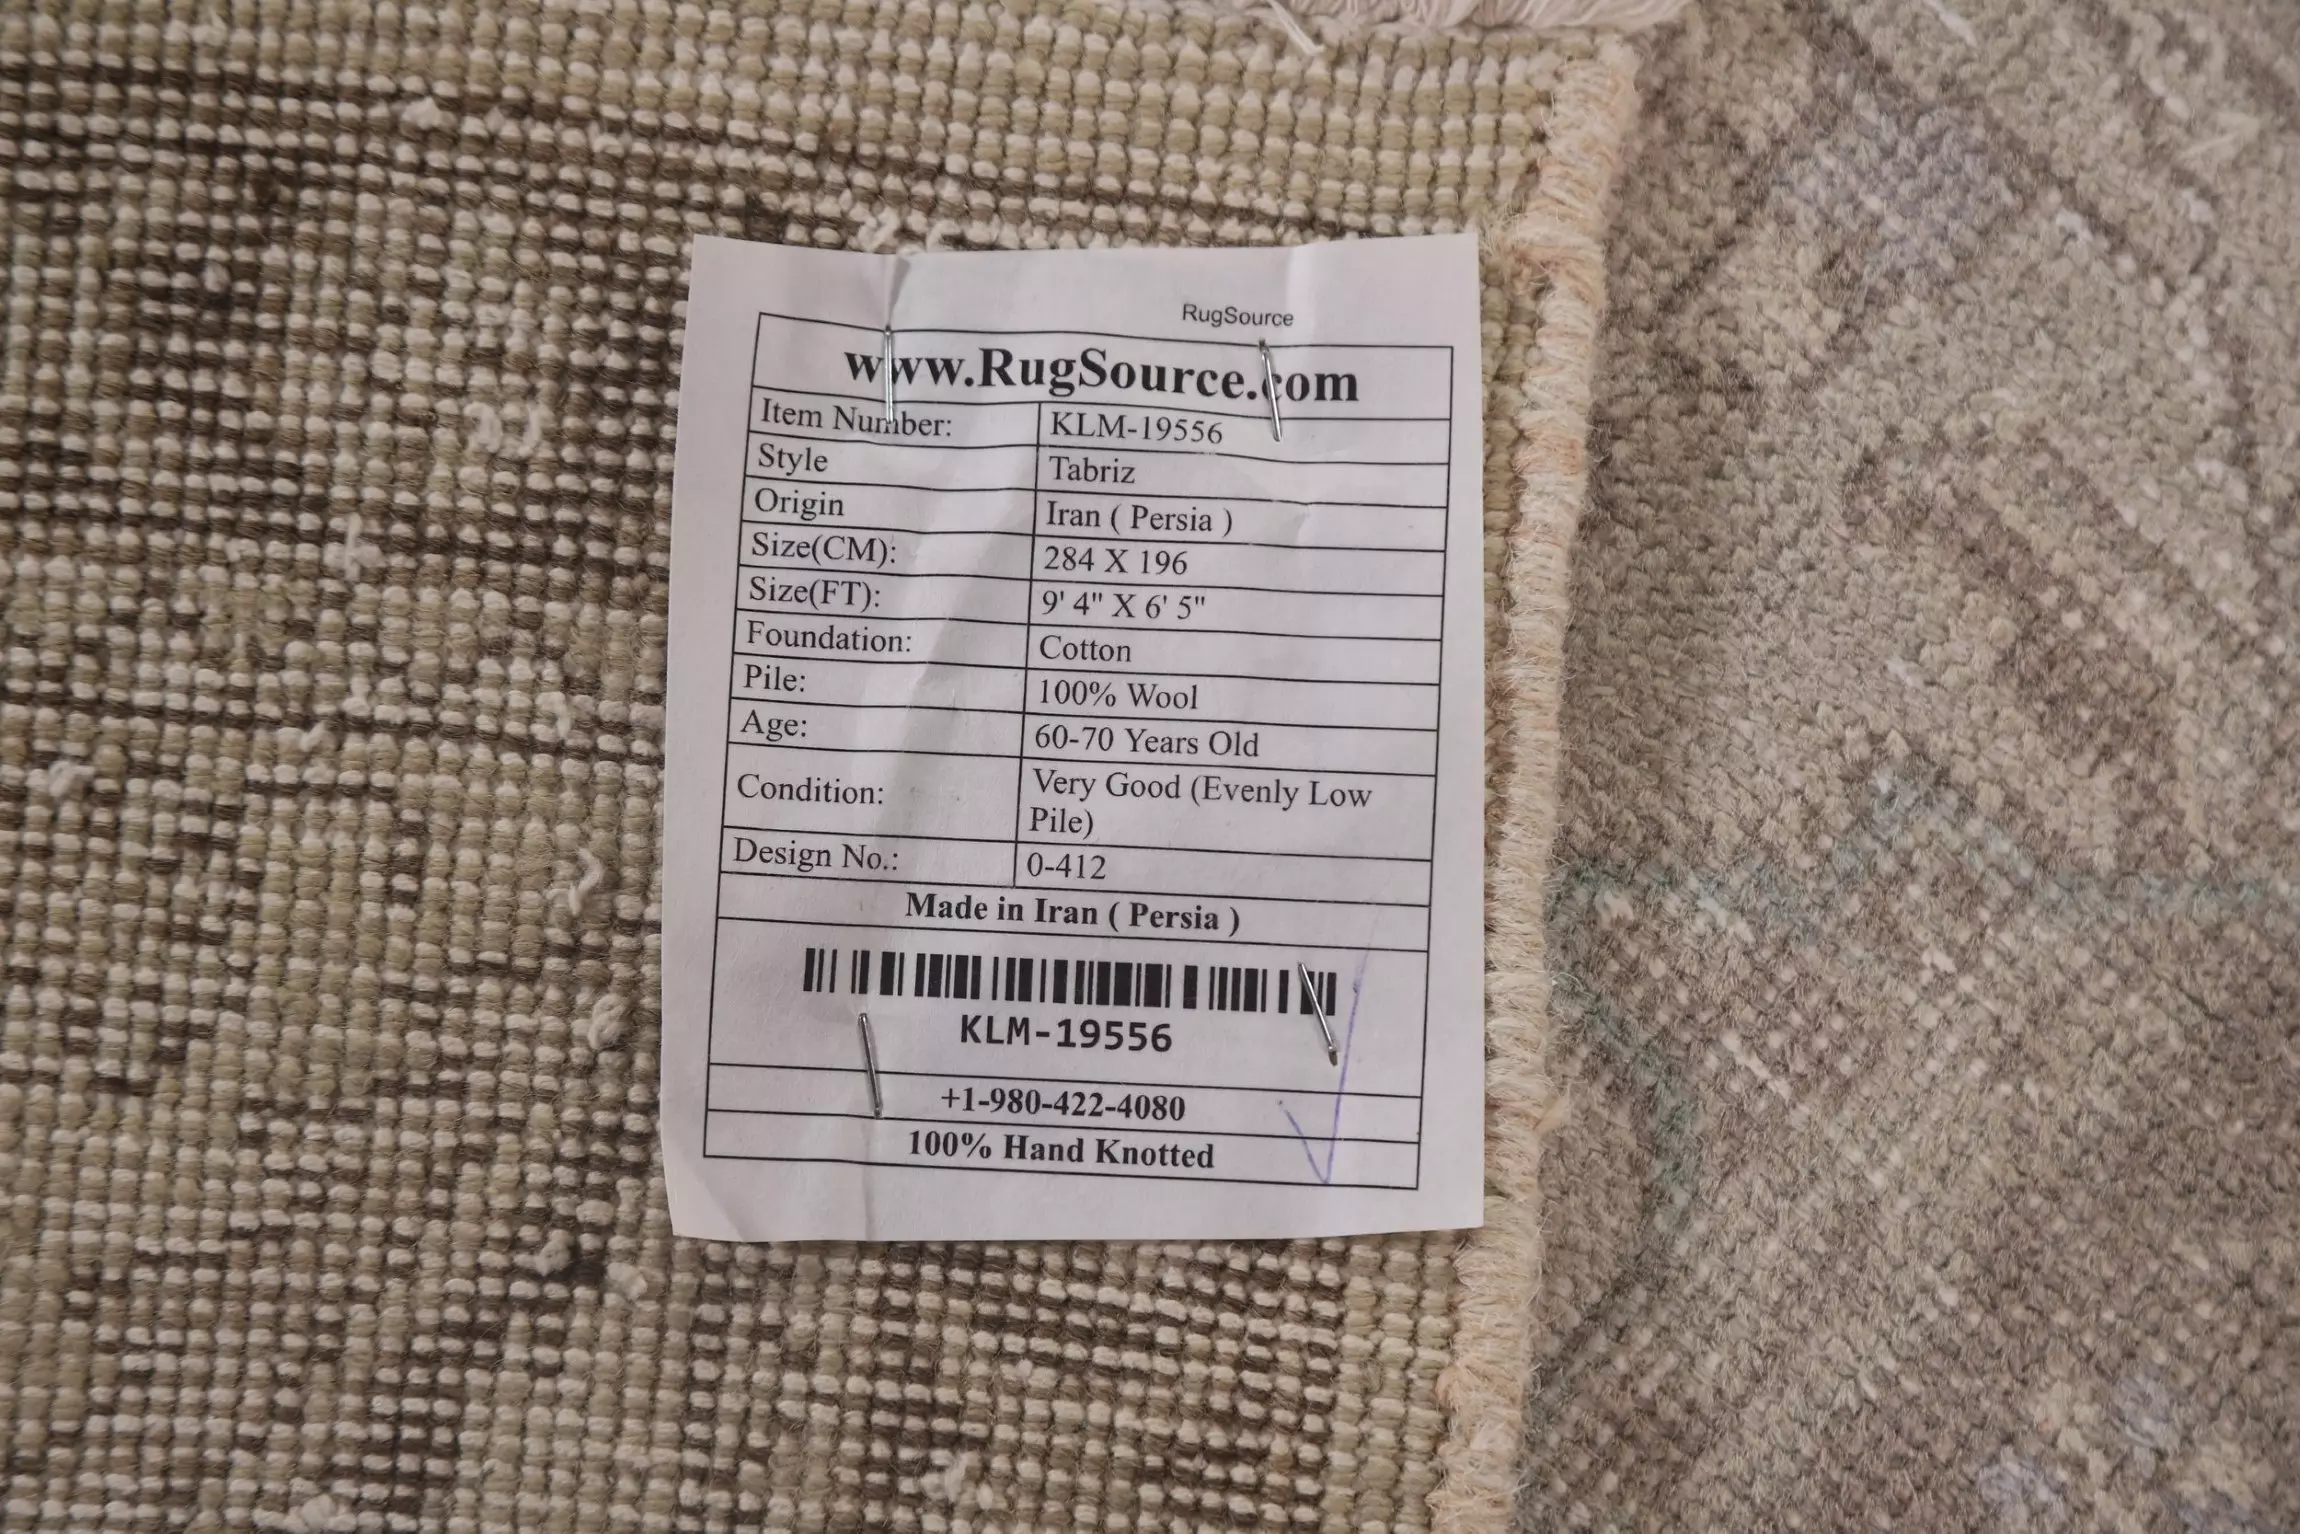 RugSource
www.RugSource.com
Item Number: KLM-19556
Style Tabriz
Origin Iran ( Persia )
Size(CM): 284 X 196
Size(FT): 9' 4" X 6' 5"
Foundation: Cotton
Pile: 100% Wool
Age: 60-70 Years Old
Condition: Very Good (Evenly Low
Pile)
Design No.: 0-412
Made in Iran ( Persia )
KLM-19556
+1-980-422-4080
100% Hand Knotted